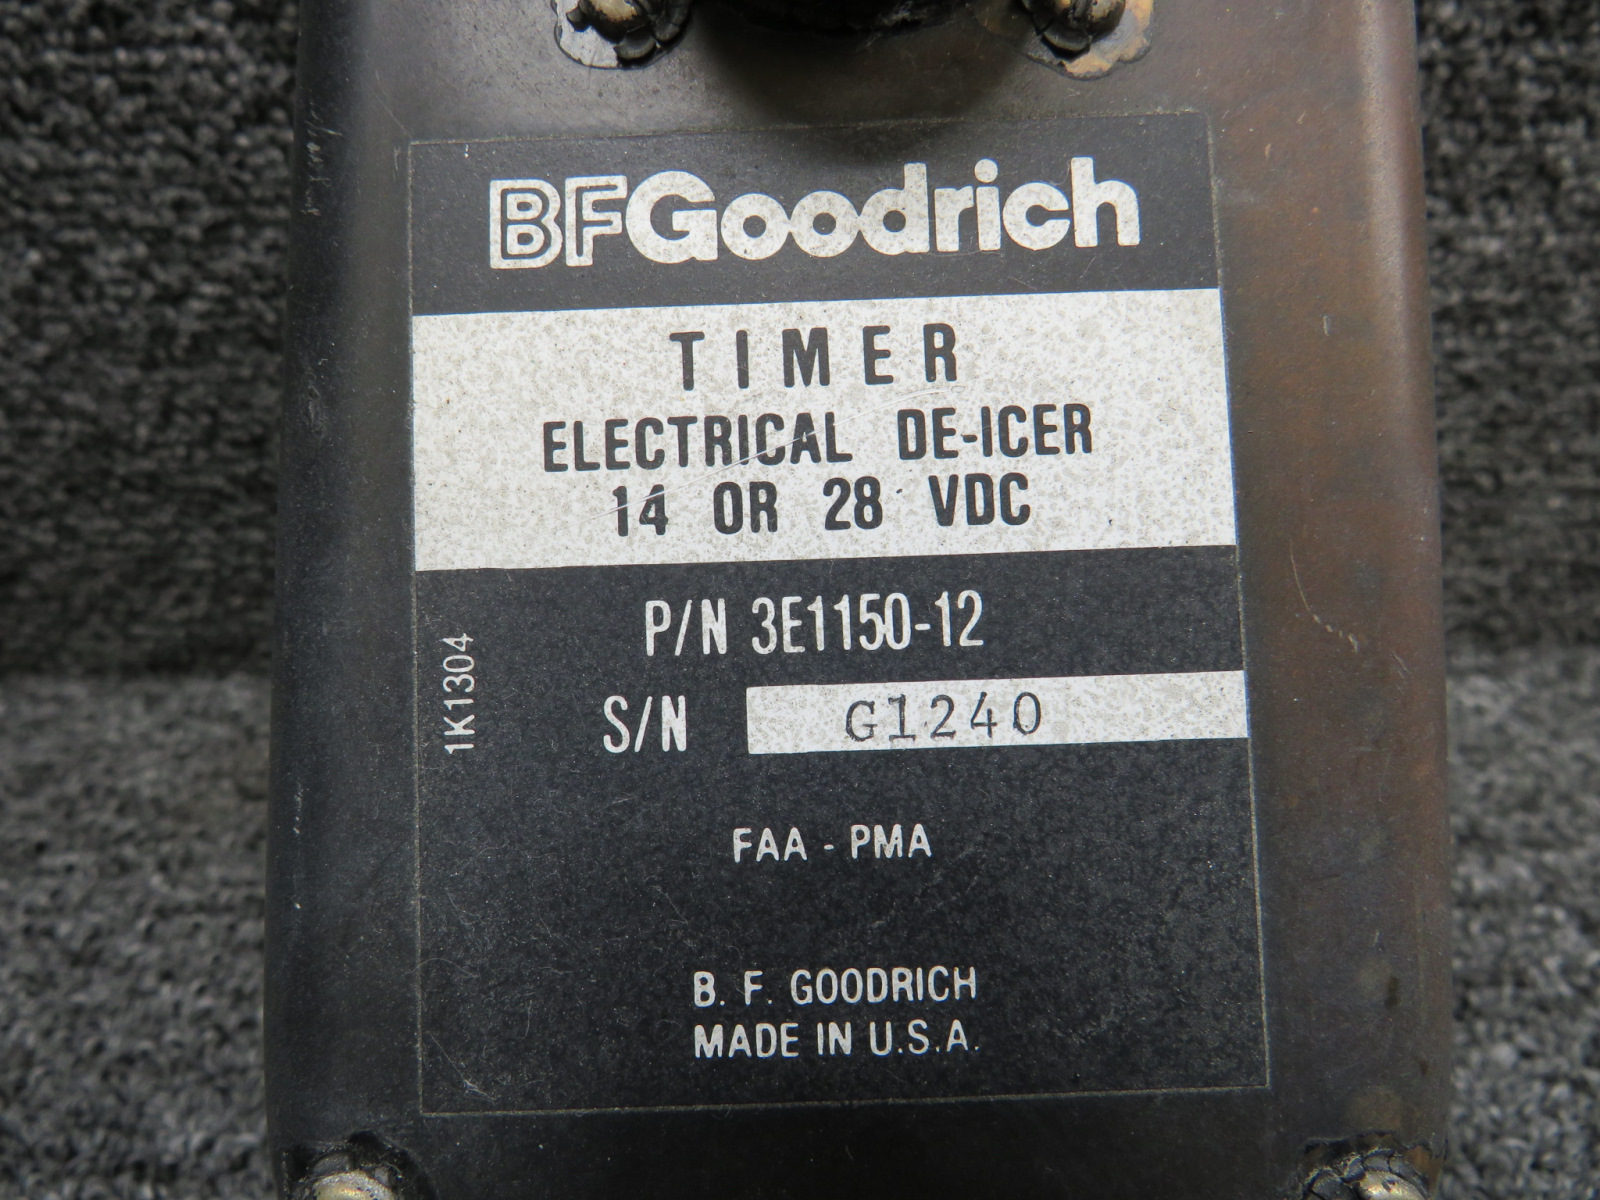 BFGoodrich
TIMER
ELECTRICAL DE-ICER
14 OR 28 VDC
P/N 3E1150-12
S/N G1240
1K1304
FAA - PMA
B. F. GOODRICH
MADE IN U.S.A.